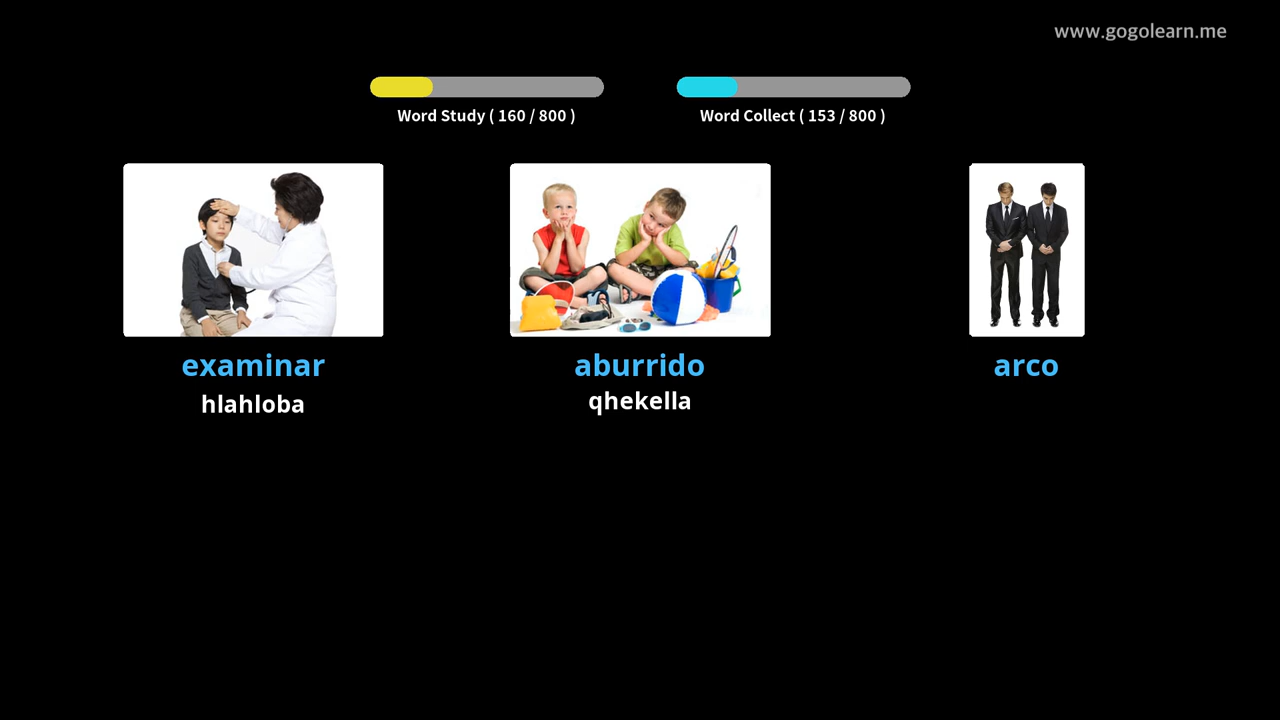 www.gogolearn.me
Word Study ( 160 / 800 )
Word Collect ( 153 / 800 )
examinar
hlahloba
aburrido
qhekella
arco